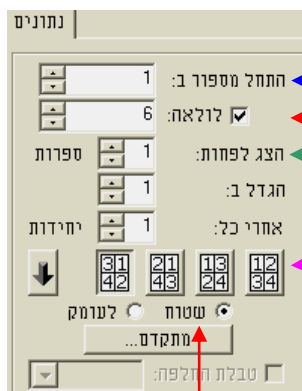 נתונים
התחל מספור ב: 1
לולאה: 6
הצג לפחות: 1 ספרות
הגדל ב: 1
אחרי כל: 1 יחידות
31 21 13 12
42 43 24 34
שטוח לעומק
מתקדם...
טבלת החלפה: